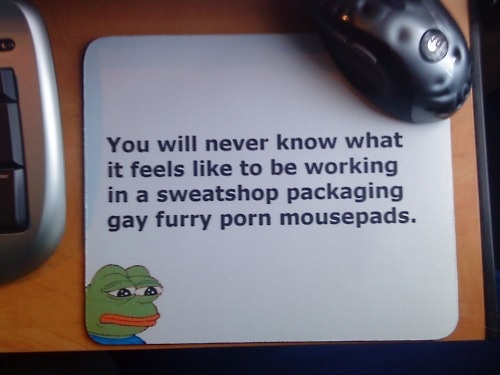 You will never know what
it feels like to be working
in a sweatshop packaging
gay furry porn mousepads.